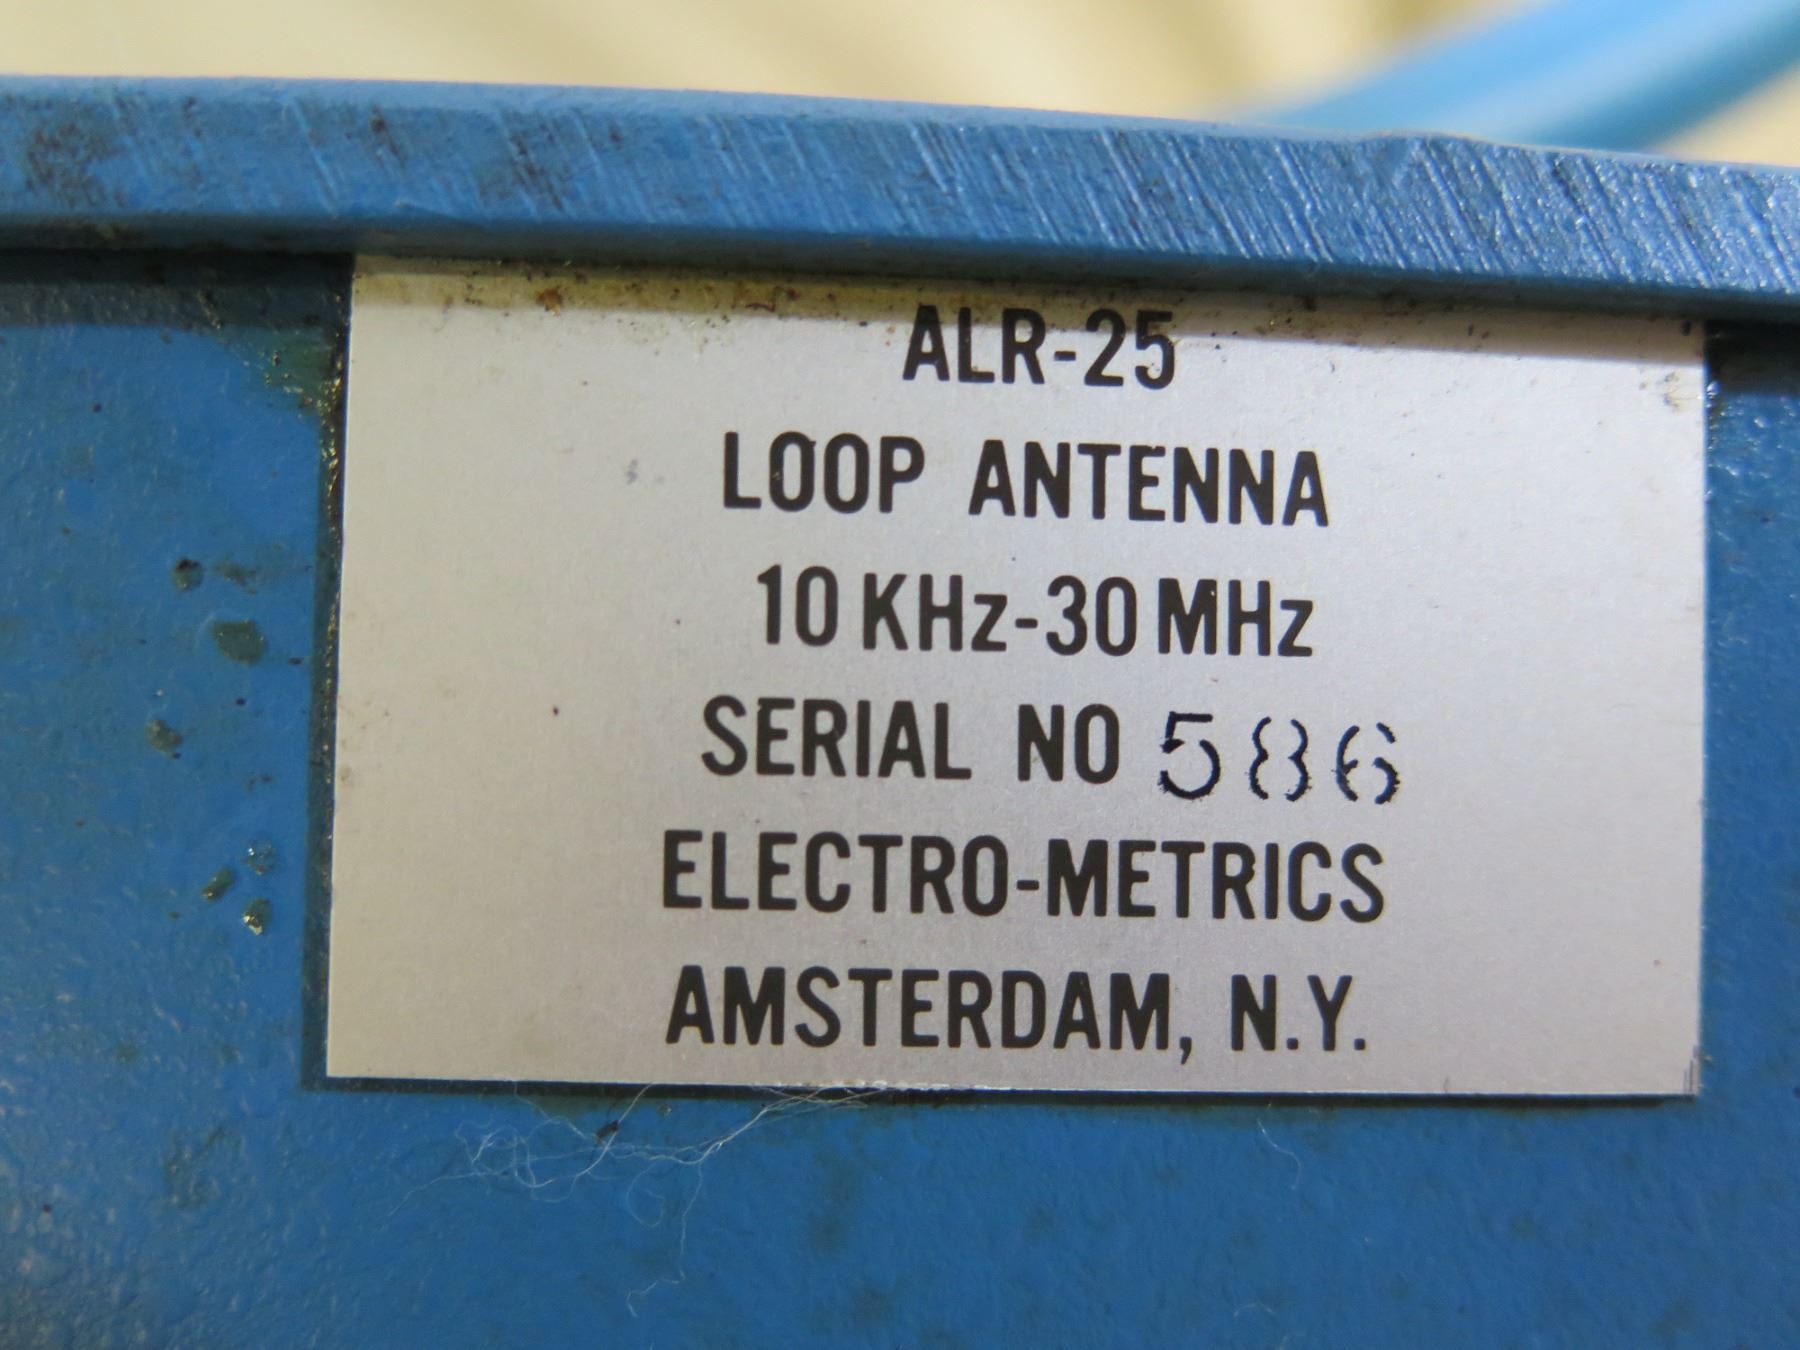 ALR-25
LOOP ANTENNA
10 KHz-30 MHz
SERIAL NO 586
ELECTRO-METRICS
AMSTERDAM, N.Y.